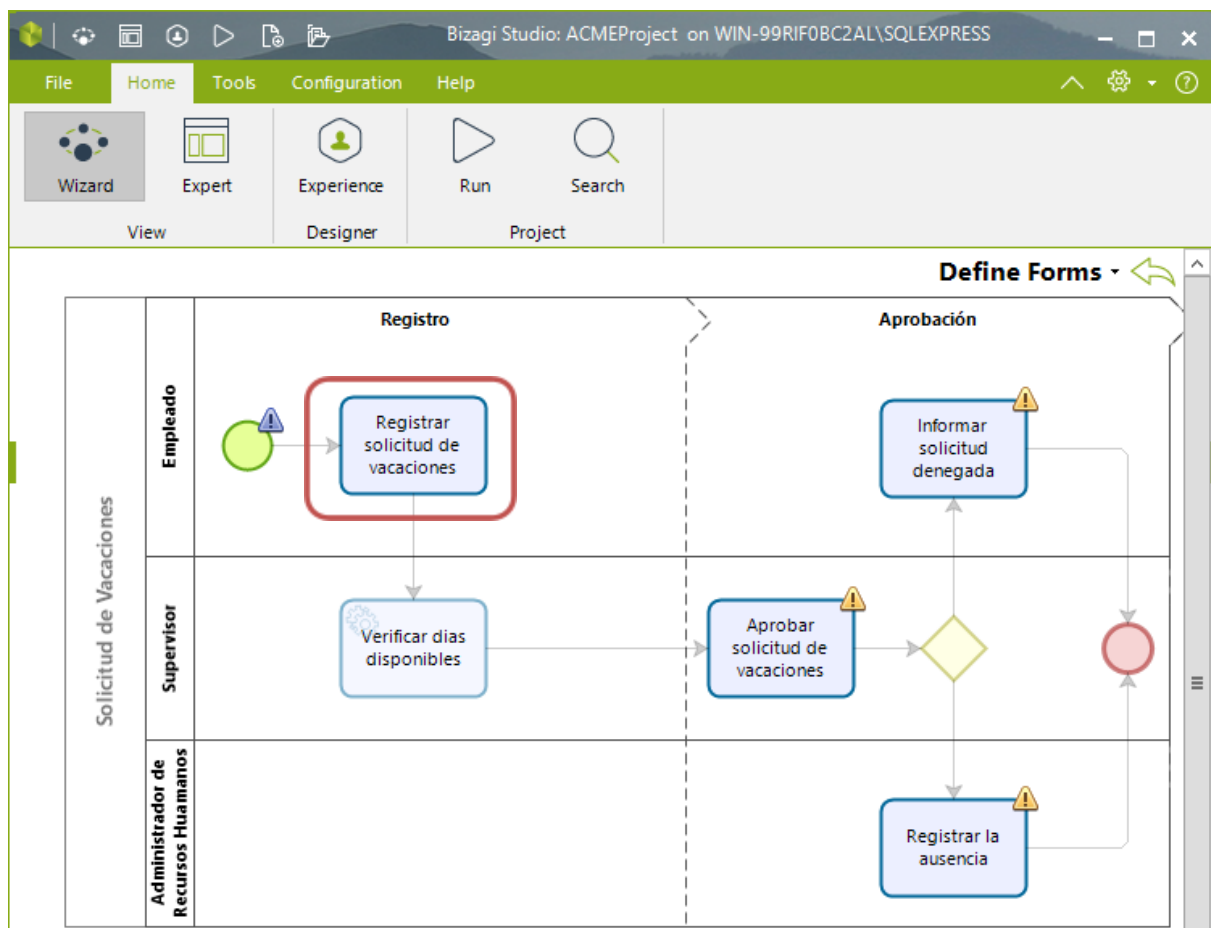 Bizagi Studio: ACMEProject on WIN-99RIF0BC2AL\SQLEXPRESS
File Home Tools Configuration Help
Wizard Expert Experience Run Search
View Designer Project
Define Forms
Registro Aprobación
Solicitud de Vacaciones
Empleado
Registrar
solicitud de
vacaciones
Informar
solicitud
denegada
Supervisor
Verificar dias
disponibles
Aprobar
solicitud de
vacaciones
Administrador de
Recursos Huamanos
Registrar la
ausencia